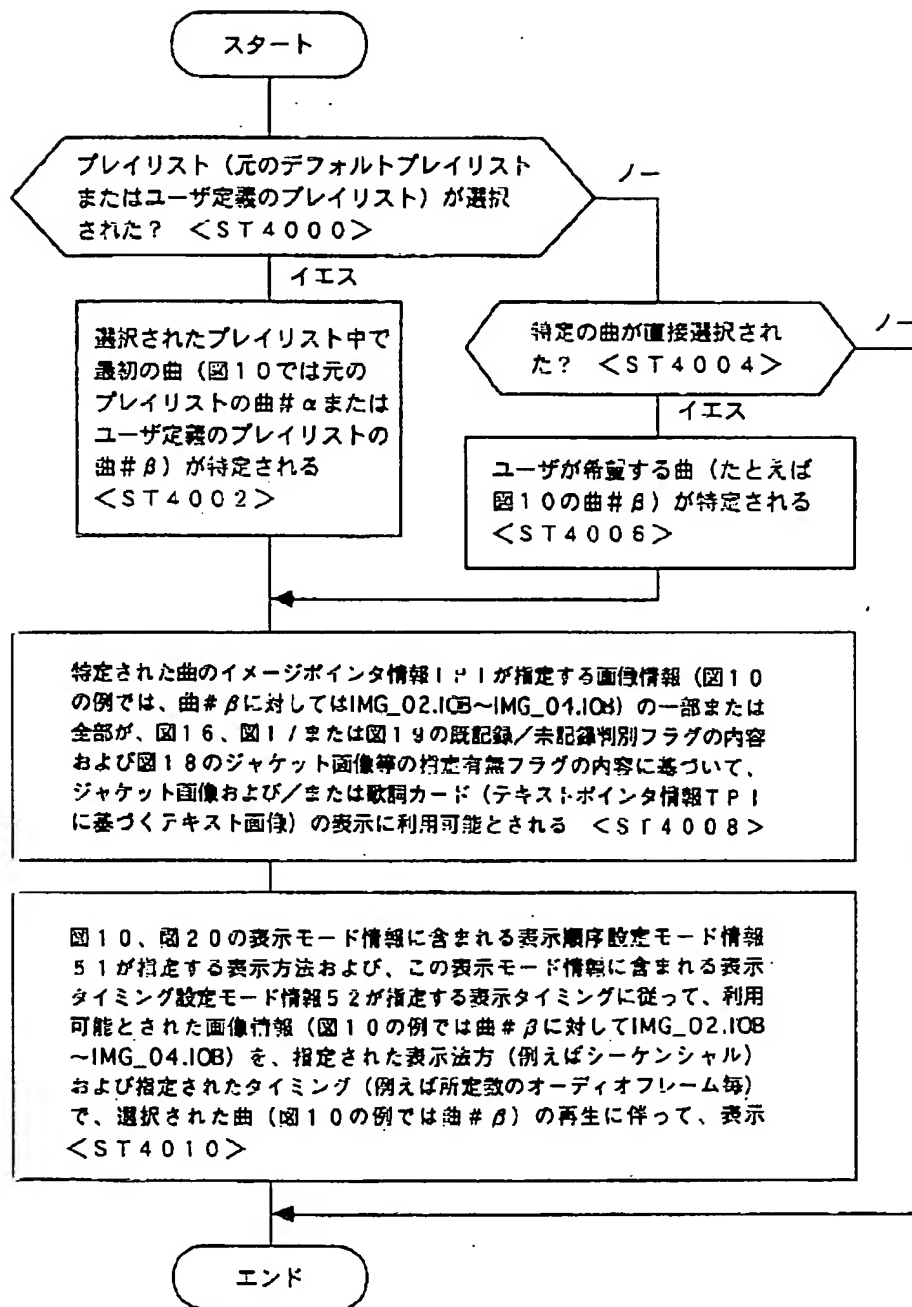 スタート
プレイリスト（元のデフォルトプレイリスト
またはユーザ定義のプレイリスト）が選択
された？ ＜ＳＴ４０００＞
ノー
イエス
選択されたプレイリスト中で
最初の曲（図１０では元の
プレイリストの曲＃αまたは
ユーザ定義のプレイリストの
曲＃β）が特定される
＜ＳＴ４００２＞
特定の曲が直接選択され
た？ ＜ＳＴ４００４＞
ノー
イエス
ユーザが希望する曲（たとえば
図１０の曲＃β）が特定される
＜ＳＴ４００６＞
特定された曲のイメージポインタ情報ＩＰＩが指定する画像情報（図１０
の例では、曲＃βに対してはIMG_02.IOB〜IMG_04.IOB）の一部または
全部が、図１６、図１７または図１９の既記録／未記録判別フラグの内容
および図１８のジャケット画像等の指定有無フラグの内容に基づいて、
ジャケット画像および／または歌詞カード（テキストポインタ情報ＴＰＩ
に基づくテキスト画像）の表示に利用可能とされる ＜ＳＴ４００８＞
図１０、図２０の表示モード情報に含まれる表示順序設定モード情報
５１が指定する表示方法および、この表示モード情報に含まれる表示
タイミング設定モード情報５２が指定する表示タイミングに従って、利用
可能とされた画像情報（図１０の例では曲＃βに対してIMG_02.IOB
〜IMG_04.IOB）を、指定された表示法方（例えばシーケンシャル）
および指定されたタイミング（例えば所定数のオーディオフレーム毎）
で、選択された曲（図１０の例では曲＃β）の再生に伴って、表示
＜ＳＴ４０１０＞
エンド